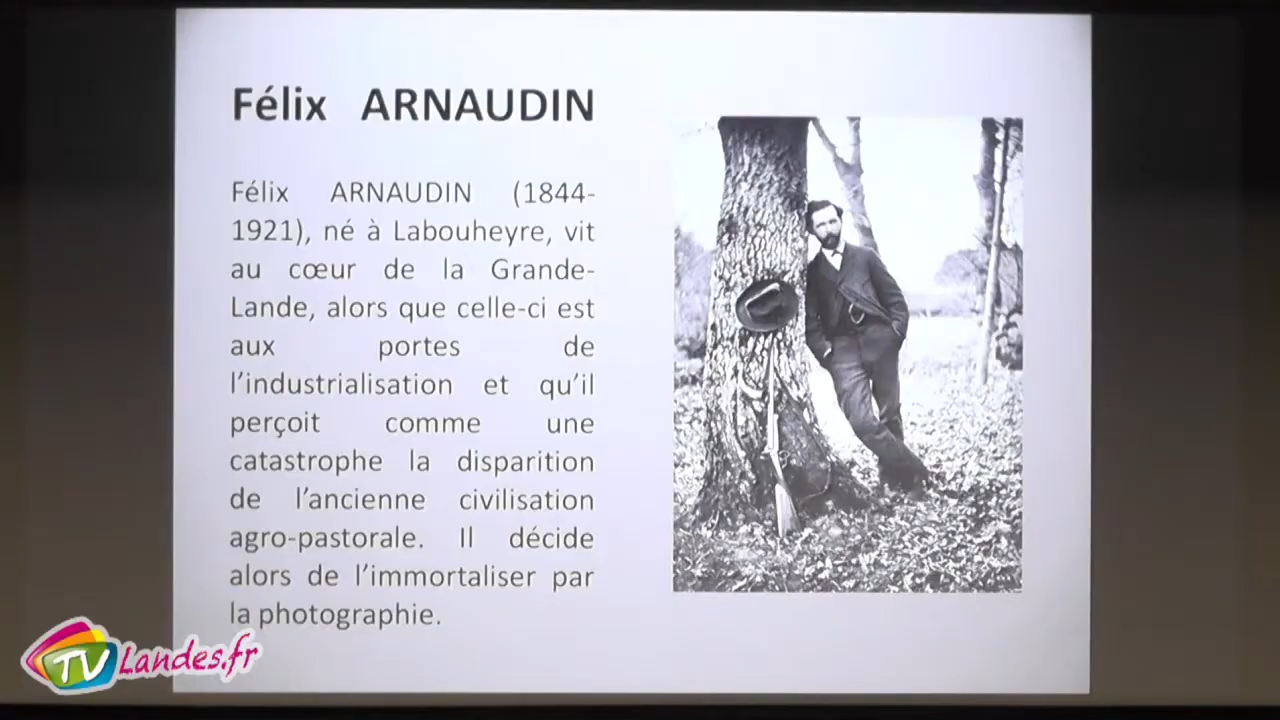 Félix ARNAUDIN
Félix ARNAUDIN (1844-
1921), né à Labouheyre, vit
au cœur de la Grande-
Lande, alors que celle-ci est
aux portes de
l’industrialisation et qu’il
perçoit comme une
catastrophe la disparition
de l’ancienne civilisation
agro-pastorale. Il décide
alors de l’immortaliser par
la photographie.
TV Landes.fr